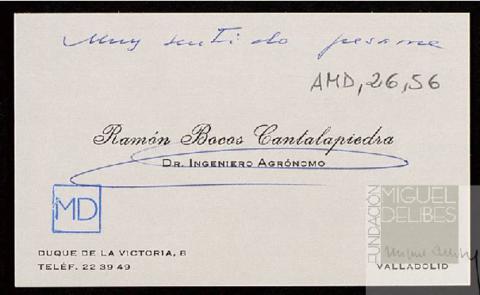 Muy sentido pesame
AMD, 26, 56
Ramón Bocos Cantalapiedra
DR. INGENIERO AGRÓNOMO
MD
DUQUE DE LA VICTORIA, 8
TELÉF. 22 39 49
VALLADOLID
FUNDACIÓN
MIGUEL
DELIBES